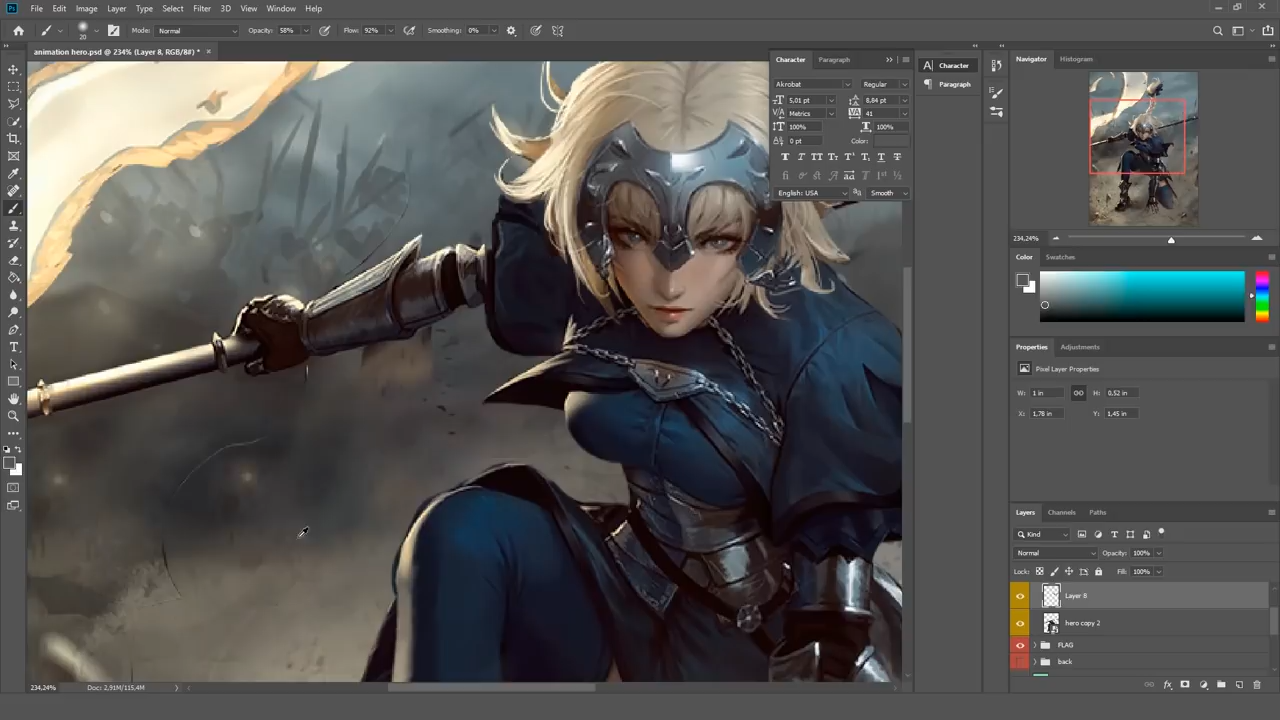 Ps File Edit Image Layer Type Select Filter 3D View Window Help
20 Mode: Normal Opacity: 58% Flow: 92% Smoothing: 0%
animation hero.psd @ 234% (Layer 8, RGB/8#) * ×
Character Paragraph
Akrobat Regular
5,01 pt 8,84 pt
Metrics 41
100% 100%
0 pt Color:
English: USA Smooth
Character
Paragraph
Navigator Histogram
234,24%
Color Swatches
Properties Adjustments
Pixel Layer Properties
W: 1 in H: 0,52 in
X: 1,78 in Y: 1,45 in
Layers Channels Paths
Kind
Normal Opacity: 100%
Lock: Fill: 100%
Layer 8
hero copy 2
FLAG
back
234,24% Doc: 2,91M/115,4M